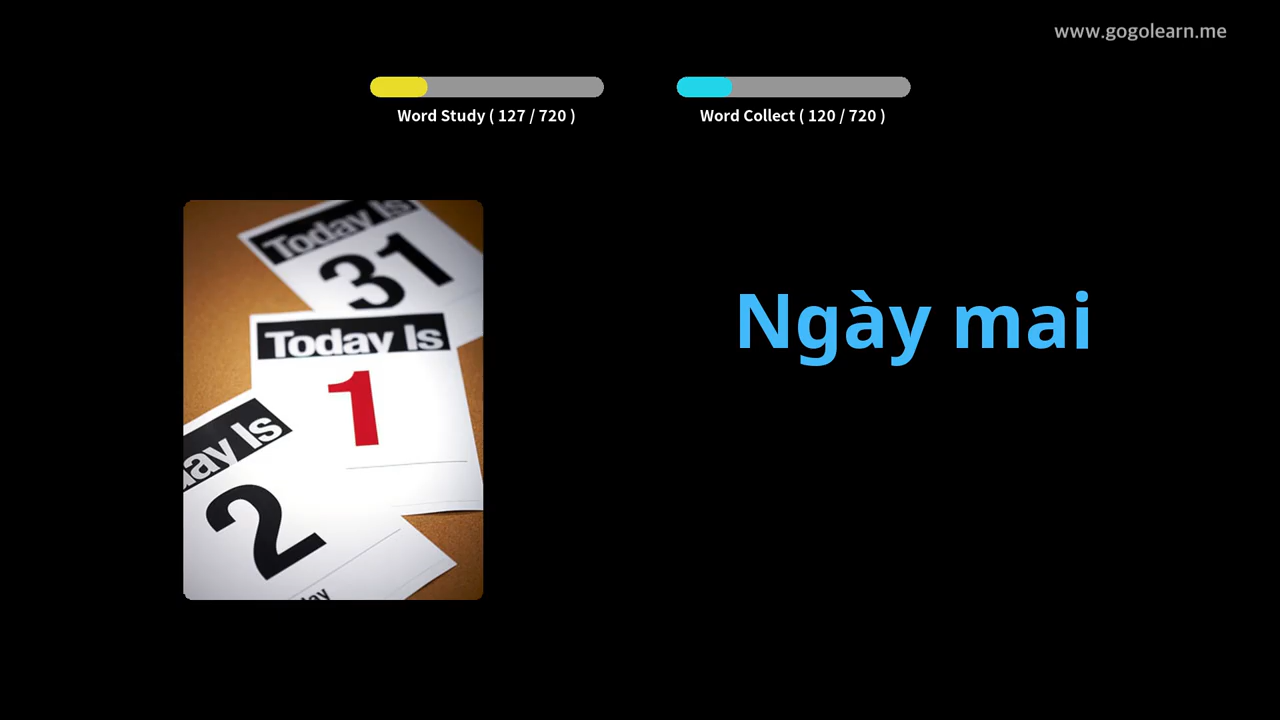 www.gogolearn.me
Word Study ( 127 / 720 )
Word Collect ( 120 / 720 )
Today Is
31
Today Is
1
ay Is
2
Ngày mai